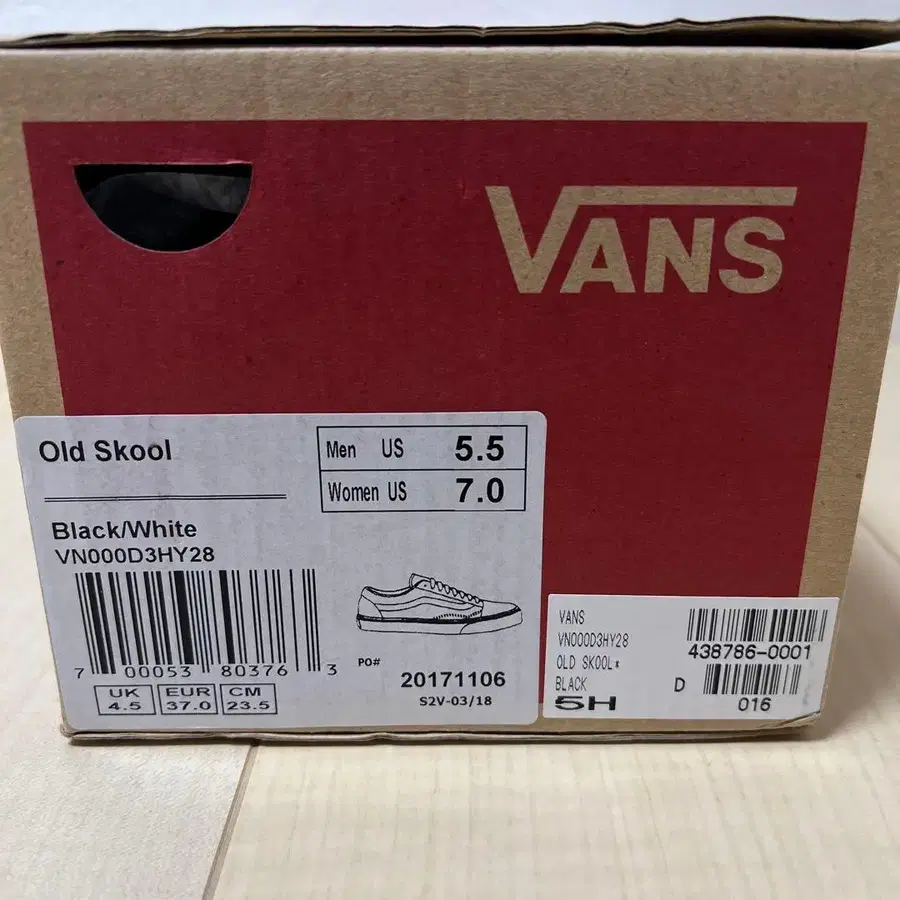 VANS
Old Skool
Men US 5.5
Women US 7.0
Black/White
VN000D3HY28
7 00053 80376 3
PO#
20171106
S2V-03/18
UK 4.5
EUR 37.0
CM 23.5
VANS
VN000D3HY28
OLD SKOOL*
BLACK
5H
438786-0001
D
016